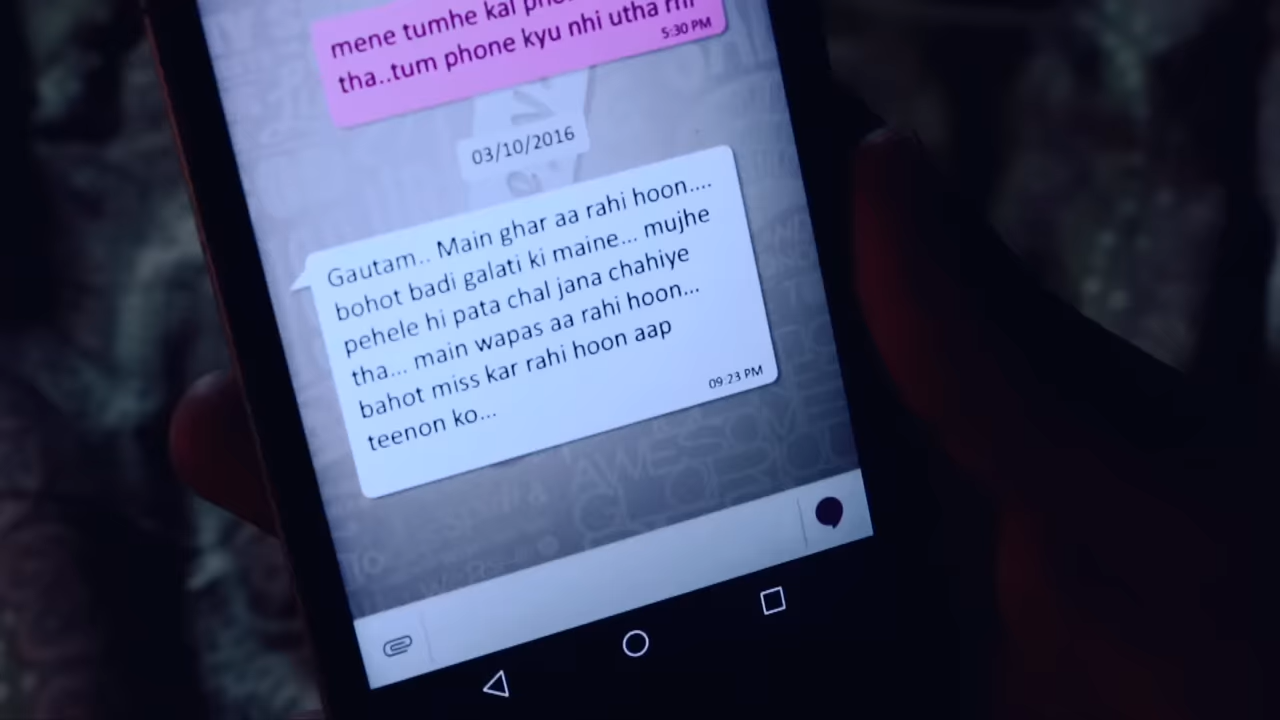 mene tumhe kal
tha..tum phone kyu nhi utha rhi
5:30 PM
03/10/2016
Gautam.. Main ghar aa rahi hoon....
bohot badi galati ki maine... mujhe
pehele hi pata chal jana chahiye
tha... main wapas aa rahi hoon...
bahot miss kar rahi hoon aap
teenon ko...
09:23 PM
AWESOME